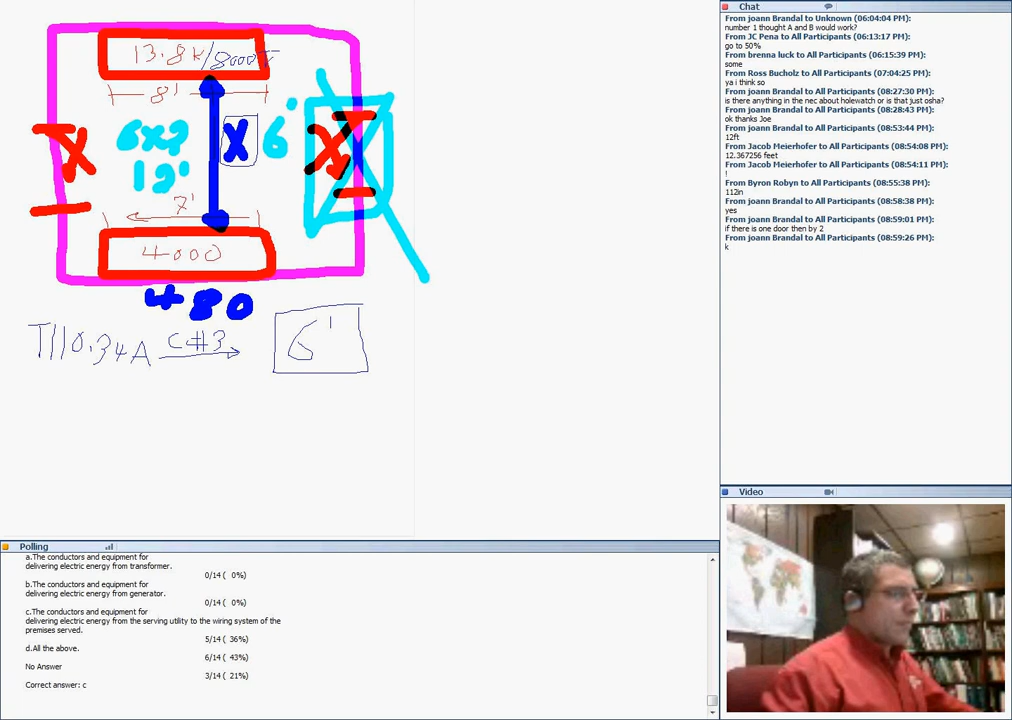 13.8k/8000T
8'
6x2
12'
X
6'
X
X
7'
4000
480
T110.34A C#3
6'
Chat
From joann Brandal to Unknown (06:04:04 PM):
number 1 thought A and B would work?
From JC Pena to All Participants (06:13:17 PM):
go to 50%
From brenna luck to All Participants (06:15:39 PM):
some
From Ross Bucholz to All Participants (07:04:25 PM):
ya i think so
From joann Brandal to All Participants (08:27:30 PM):
is there anything in the nec about holewatch or is that just osha?
From joann Brandal to All Participants (08:28:43 PM):
ok thanks Joe
From joann Brandal to All Participants (08:53:44 PM):
12ft
From Jacob Meierhofer to All Participants (08:54:08 PM):
12.367256 feet
From Jacob Meierhofer to All Participants (08:54:11 PM):
!
From Byron Robyn to All Participants (08:55:38 PM):
112in
From joann Brandal to All Participants (08:58:38 PM):
yes
From joann Brandal to All Participants (08:59:01 PM):
if there is one door then by 2
From joann Brandal to All Participants (08:59:26 PM):
k
Video
Polling
a.The conductors and equipment for
delivering electric energy from transformer.
0/14 ( 0%)
b.The conductors and equipment for
delivering electric energy from generator.
0/14 ( 0%)
c.The conductors and equipment for
delivering electric energy from the serving utility to the wiring system of the
premises served.
5/14 ( 36%)
d.All the above.
6/14 ( 43%)
No Answer
3/14 ( 21%)
Correct answer: c